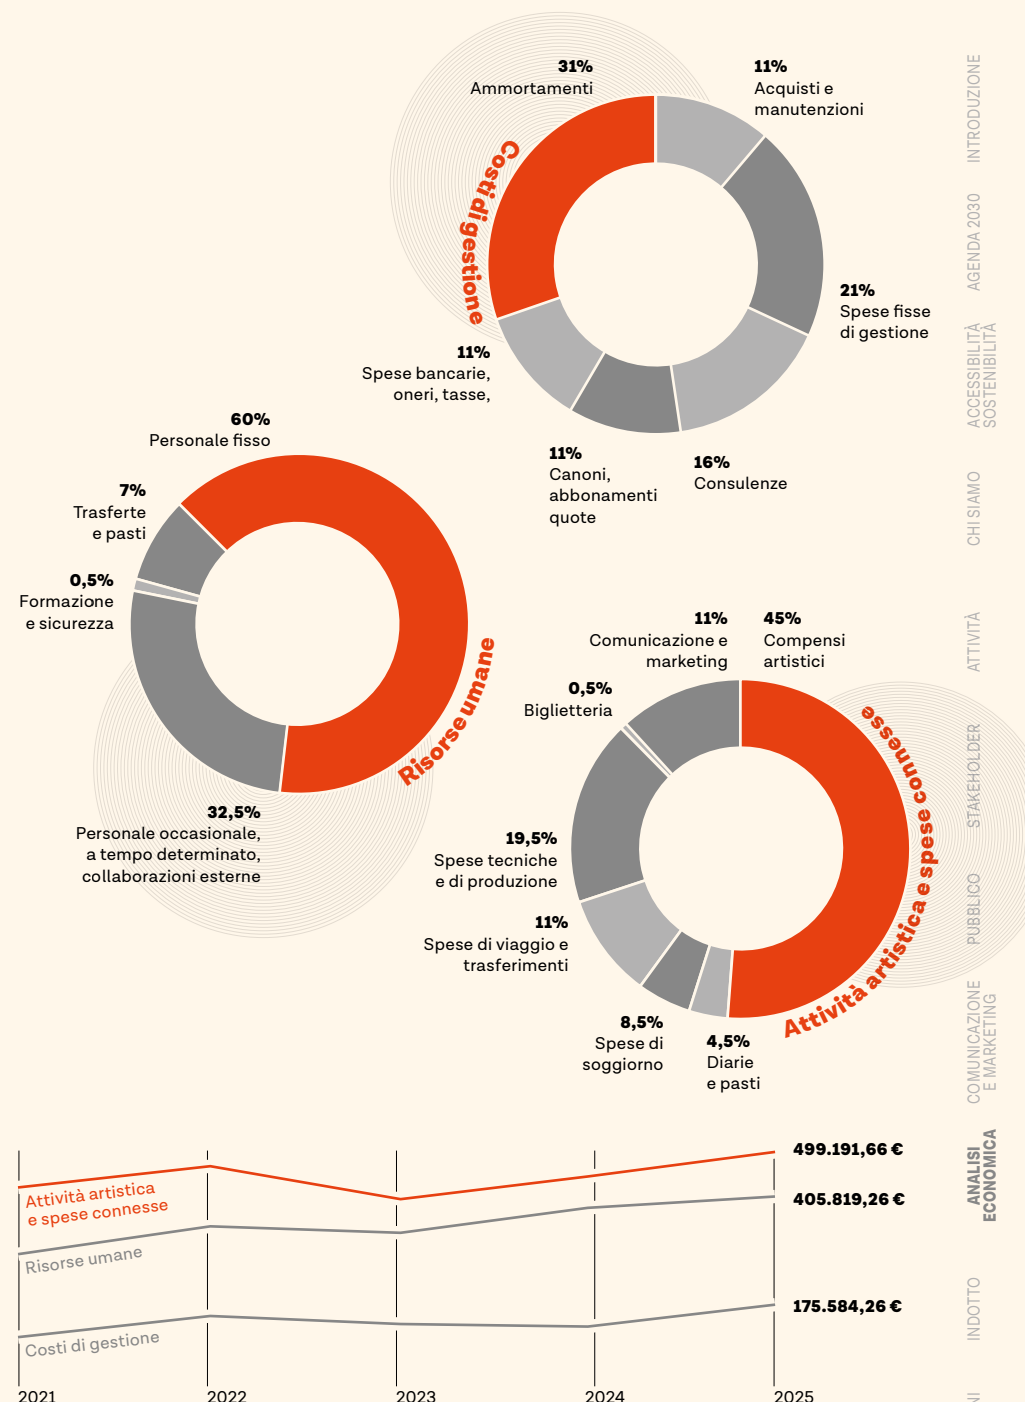 31%
Ammortamenti
11%
Acquisti e
manutenzioni
Costi di gestione
21%
Spese fisse
di gestione
11%
Spese bancarie,
oneri, tasse,
11%
Canoni,
abbonamenti
quote
16%
Consulenze
60%
Personale fisso
7%
Trasferte
e pasti
0,5%
Formazione
e sicurezza
Risorse umane
32,5%
Personale occasionale,
a tempo determinato,
collaborazioni esterne
11%
Comunicazione e
marketing
45%
Compensi
artistici
0,5%
Biglietteria
Attività artistica e spese connesse
19,5%
Spese tecniche
e di produzione
11%
Spese di viaggio e
trasferimenti
8,5%
Spese di
soggiorno
4,5%
Diarie
e pasti
499.191,66 €
Attività artistica
e spese connesse
405.819,26 €
Risorse umane
175.584,26 €
Costi di gestione
2021
2022
2023
2024
2025
INTRODUZIONE
AGENDA 2030
ACCESSIBILITÀ
SOSTENIBILITÀ
CHI SIAMO
ATTIVITÀ
STAKEHOLDER
PUBBLICO
COMUNICAZIONE
E MARKETING
ANALISI
ECONOMICA
INDOTTO